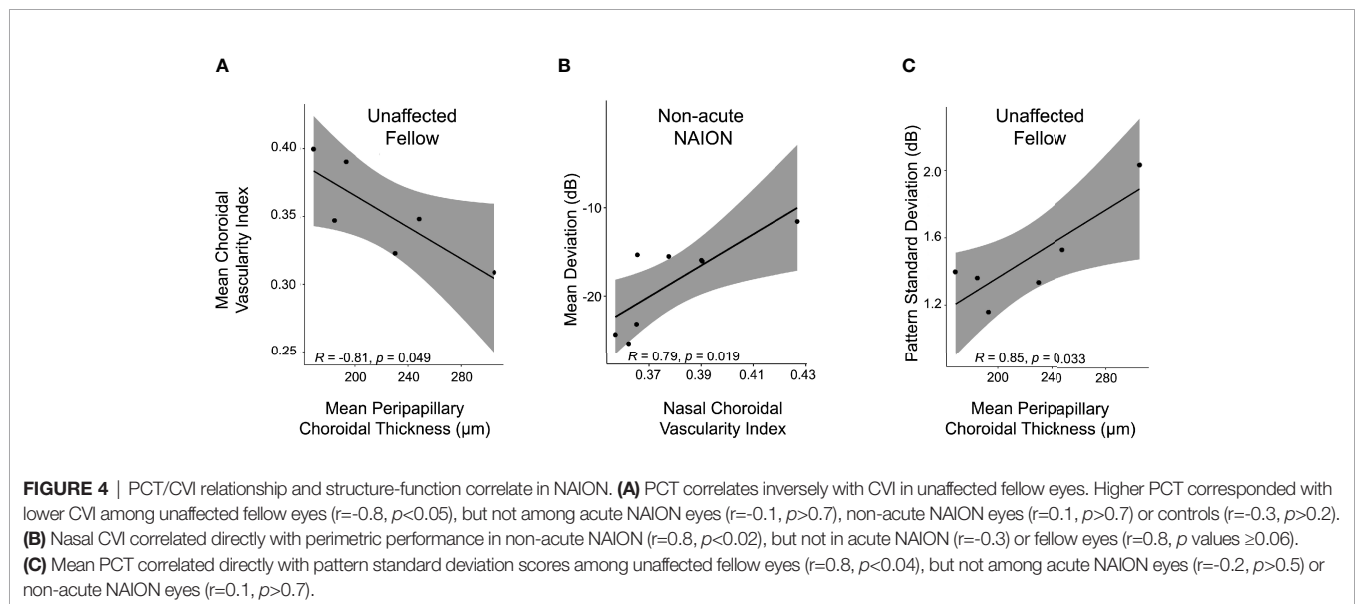 A
B
C
Unaffected
Fellow
0.40
0.35
0.30
0.25
Mean Choroidal
Vascularity Index
R = -0.81, p = 0.049
200 240 280
Mean Peripapillary
Choroidal Thickness (µm)
Non-acute
NAION
-10
-20
Mean Deviation (dB)
R = 0.79, p = 0.019
0.37 0.39 0.41 0.43
Nasal Choroidal
Vascularity Index
Unaffected
Fellow
2.0
1.6
1.2
Pattern Standard Deviation (dB)
R = 0.85, p = 0.033
200 240 280
Mean Peripapillary
Choroidal Thickness (µm)
FIGURE 4 | PCT/CVI relationship and structure-function correlate in NAION. (A) PCT correlates inversely with CVI in unaffected fellow eyes. Higher PCT corresponded with
lower CVI among unaffected fellow eyes (r=-0.8, p<0.05), but not among acute NAION eyes (r=-0.1, p>0.7), non-acute NAION eyes (r=0.1, p>0.7) or controls (r=-0.3, p>0.2).
(B) Nasal CVI correlated directly with perimetric performance in non-acute NAION (r=0.8, p<0.02), but not in acute NAION (r=-0.3) or fellow eyes (r=0.8, p values ≥0.06).
(C) Mean PCT correlated directly with pattern standard deviation scores among unaffected fellow eyes (r=0.8, p<0.04), but not among acute NAION eyes (r=-0.2, p>0.5) or
non-acute NAION eyes (r=0.1, p>0.7).